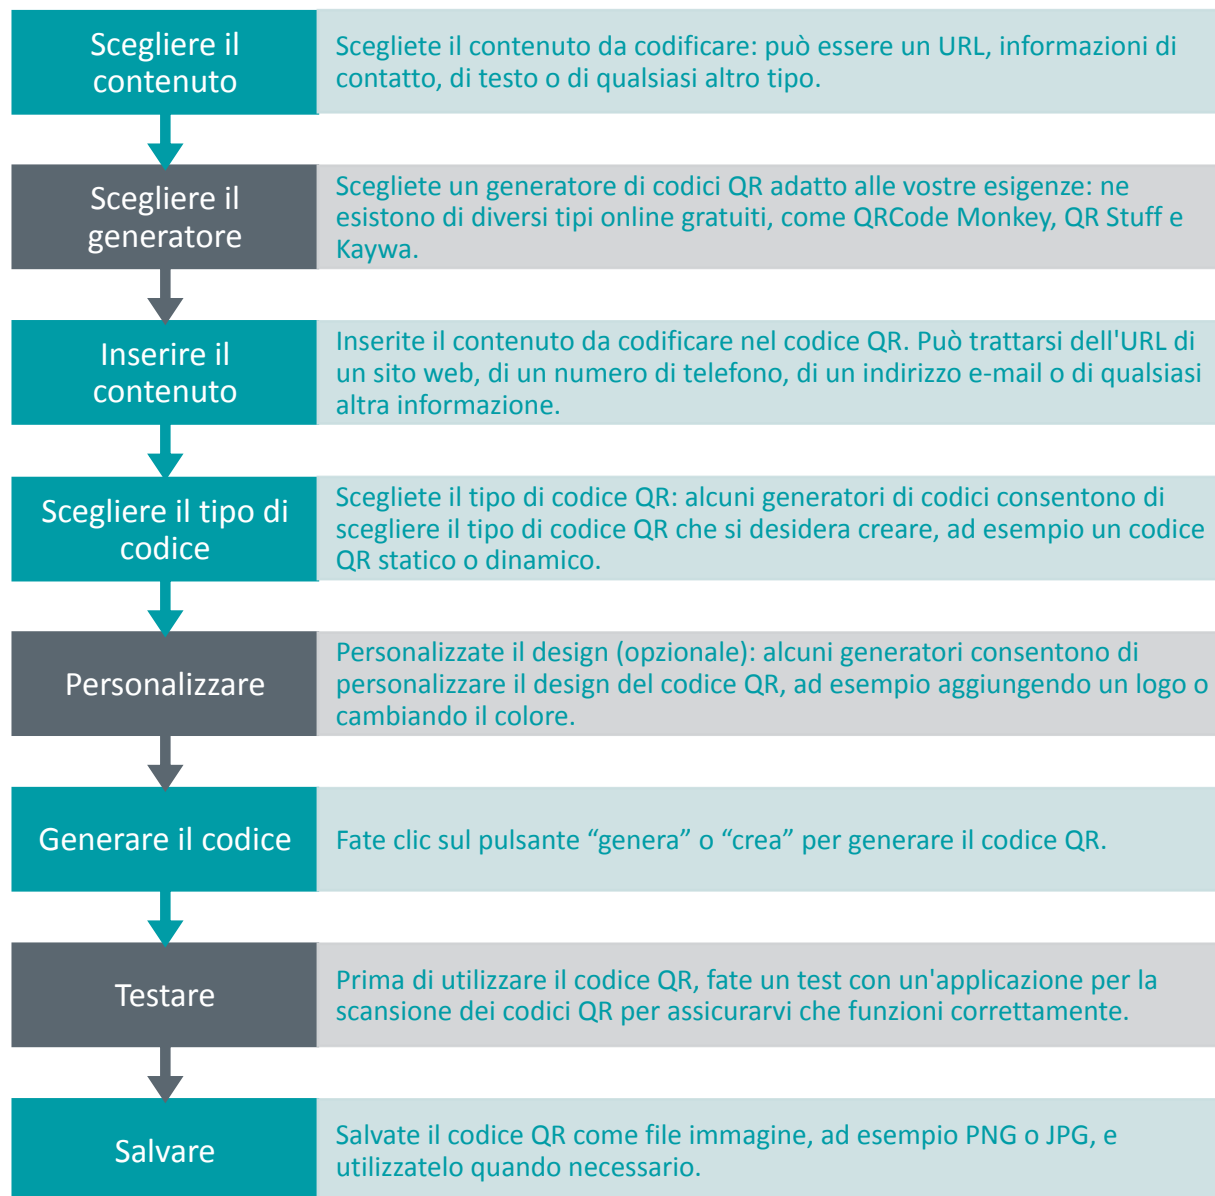 Scegliere il
contenuto
Scegliete il contenuto da codificare: può essere un URL, informazioni di
contatto, di testo o di qualsiasi altro tipo.
Scegliere il
generatore
Scegliete un generatore di codici QR adatto alle vostre esigenze: ne
esistono di diversi tipi online gratuiti, come QRCode Monkey, QR Stuff e
Kaywa.
Inserire il
contenuto
Inserite il contenuto da codificare nel codice QR. Può trattarsi dell'URL di
un sito web, di un numero di telefono, di un indirizzo e-mail o di qualsiasi
altra informazione.
Scegliere il tipo di
codice
Scegliete il tipo di codice QR: alcuni generatori di codici consentono di
scegliere il tipo di codice QR che si desidera creare, ad esempio un codice
QR statico o dinamico.
Personalizzare
Personalizzate il design (opzionale): alcuni generatori consentono di
personalizzare il design del codice QR, ad esempio aggiungendo un logo o
cambiando il colore.
Generare il codice
Fate clic sul pulsante “genera” o “crea” per generare il codice QR.
Testare
Prima di utilizzare il codice QR, fate un test con un'applicazione per la
scansione dei codici QR per assicurarvi che funzioni correttamente.
Salvare
Salvate il codice QR come file immagine, ad esempio PNG o JPG, e
utilizzatelo quando necessario.